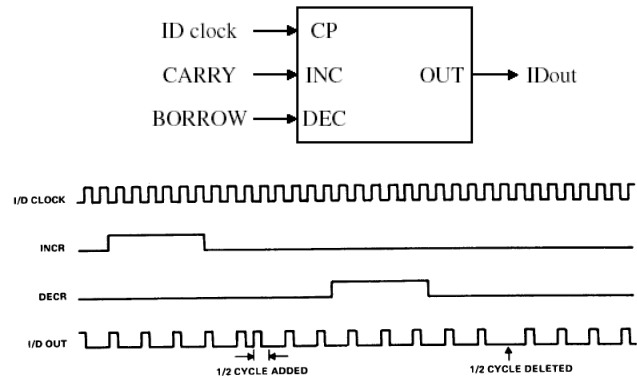 ID clock CP
CARRY INC OUT IDout
BORROW DEC
I/D CLOCK
INCR
DECR
I/D OUT
1/2 CYCLE ADDED 1/2 CYCLE DELETED